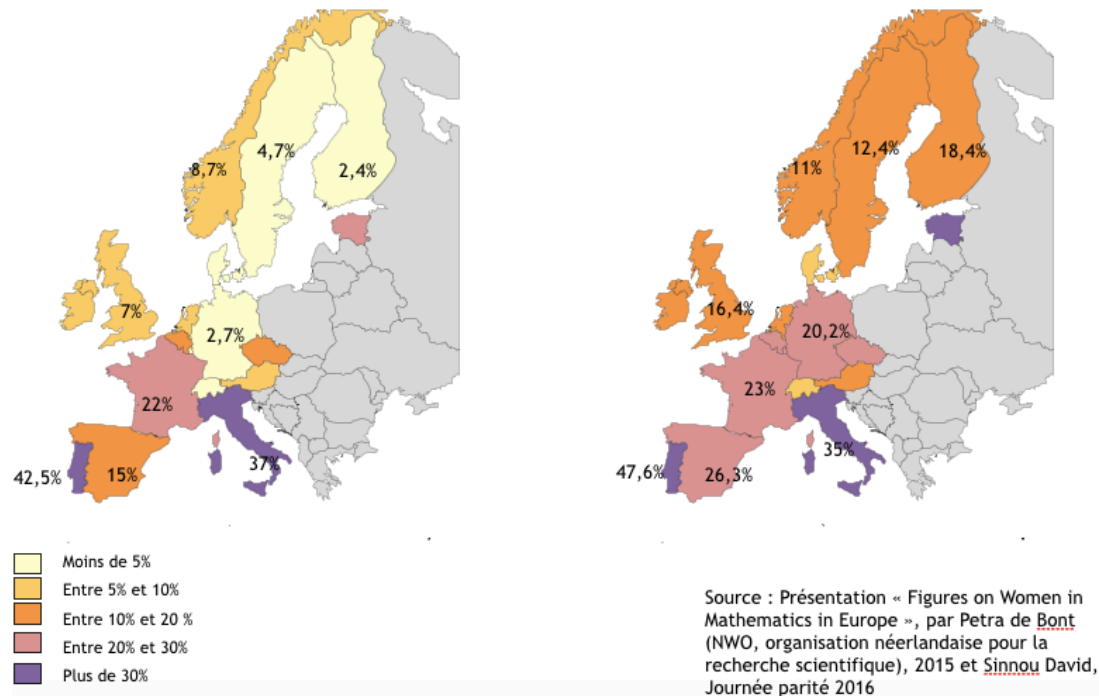 8,7%
4,7%
2,4%
7%
2,7%
22%
42,5%
15%
37%
11%
12,4%
18,4%
16,4%
20,2%
23%
47,6%
26,3%
35%
Moins de 5%
Entre 5% et 10%
Entre 10% et 20 %
Entre 20% et 30%
Plus de 30%
Source : Présentation « Figures on Women in
Mathematics in Europe », par Petra de Bont
(NWO, organisation néerlandaise pour la
recherche scientifique), 2015 et Sinnou David,
Journée parité 2016